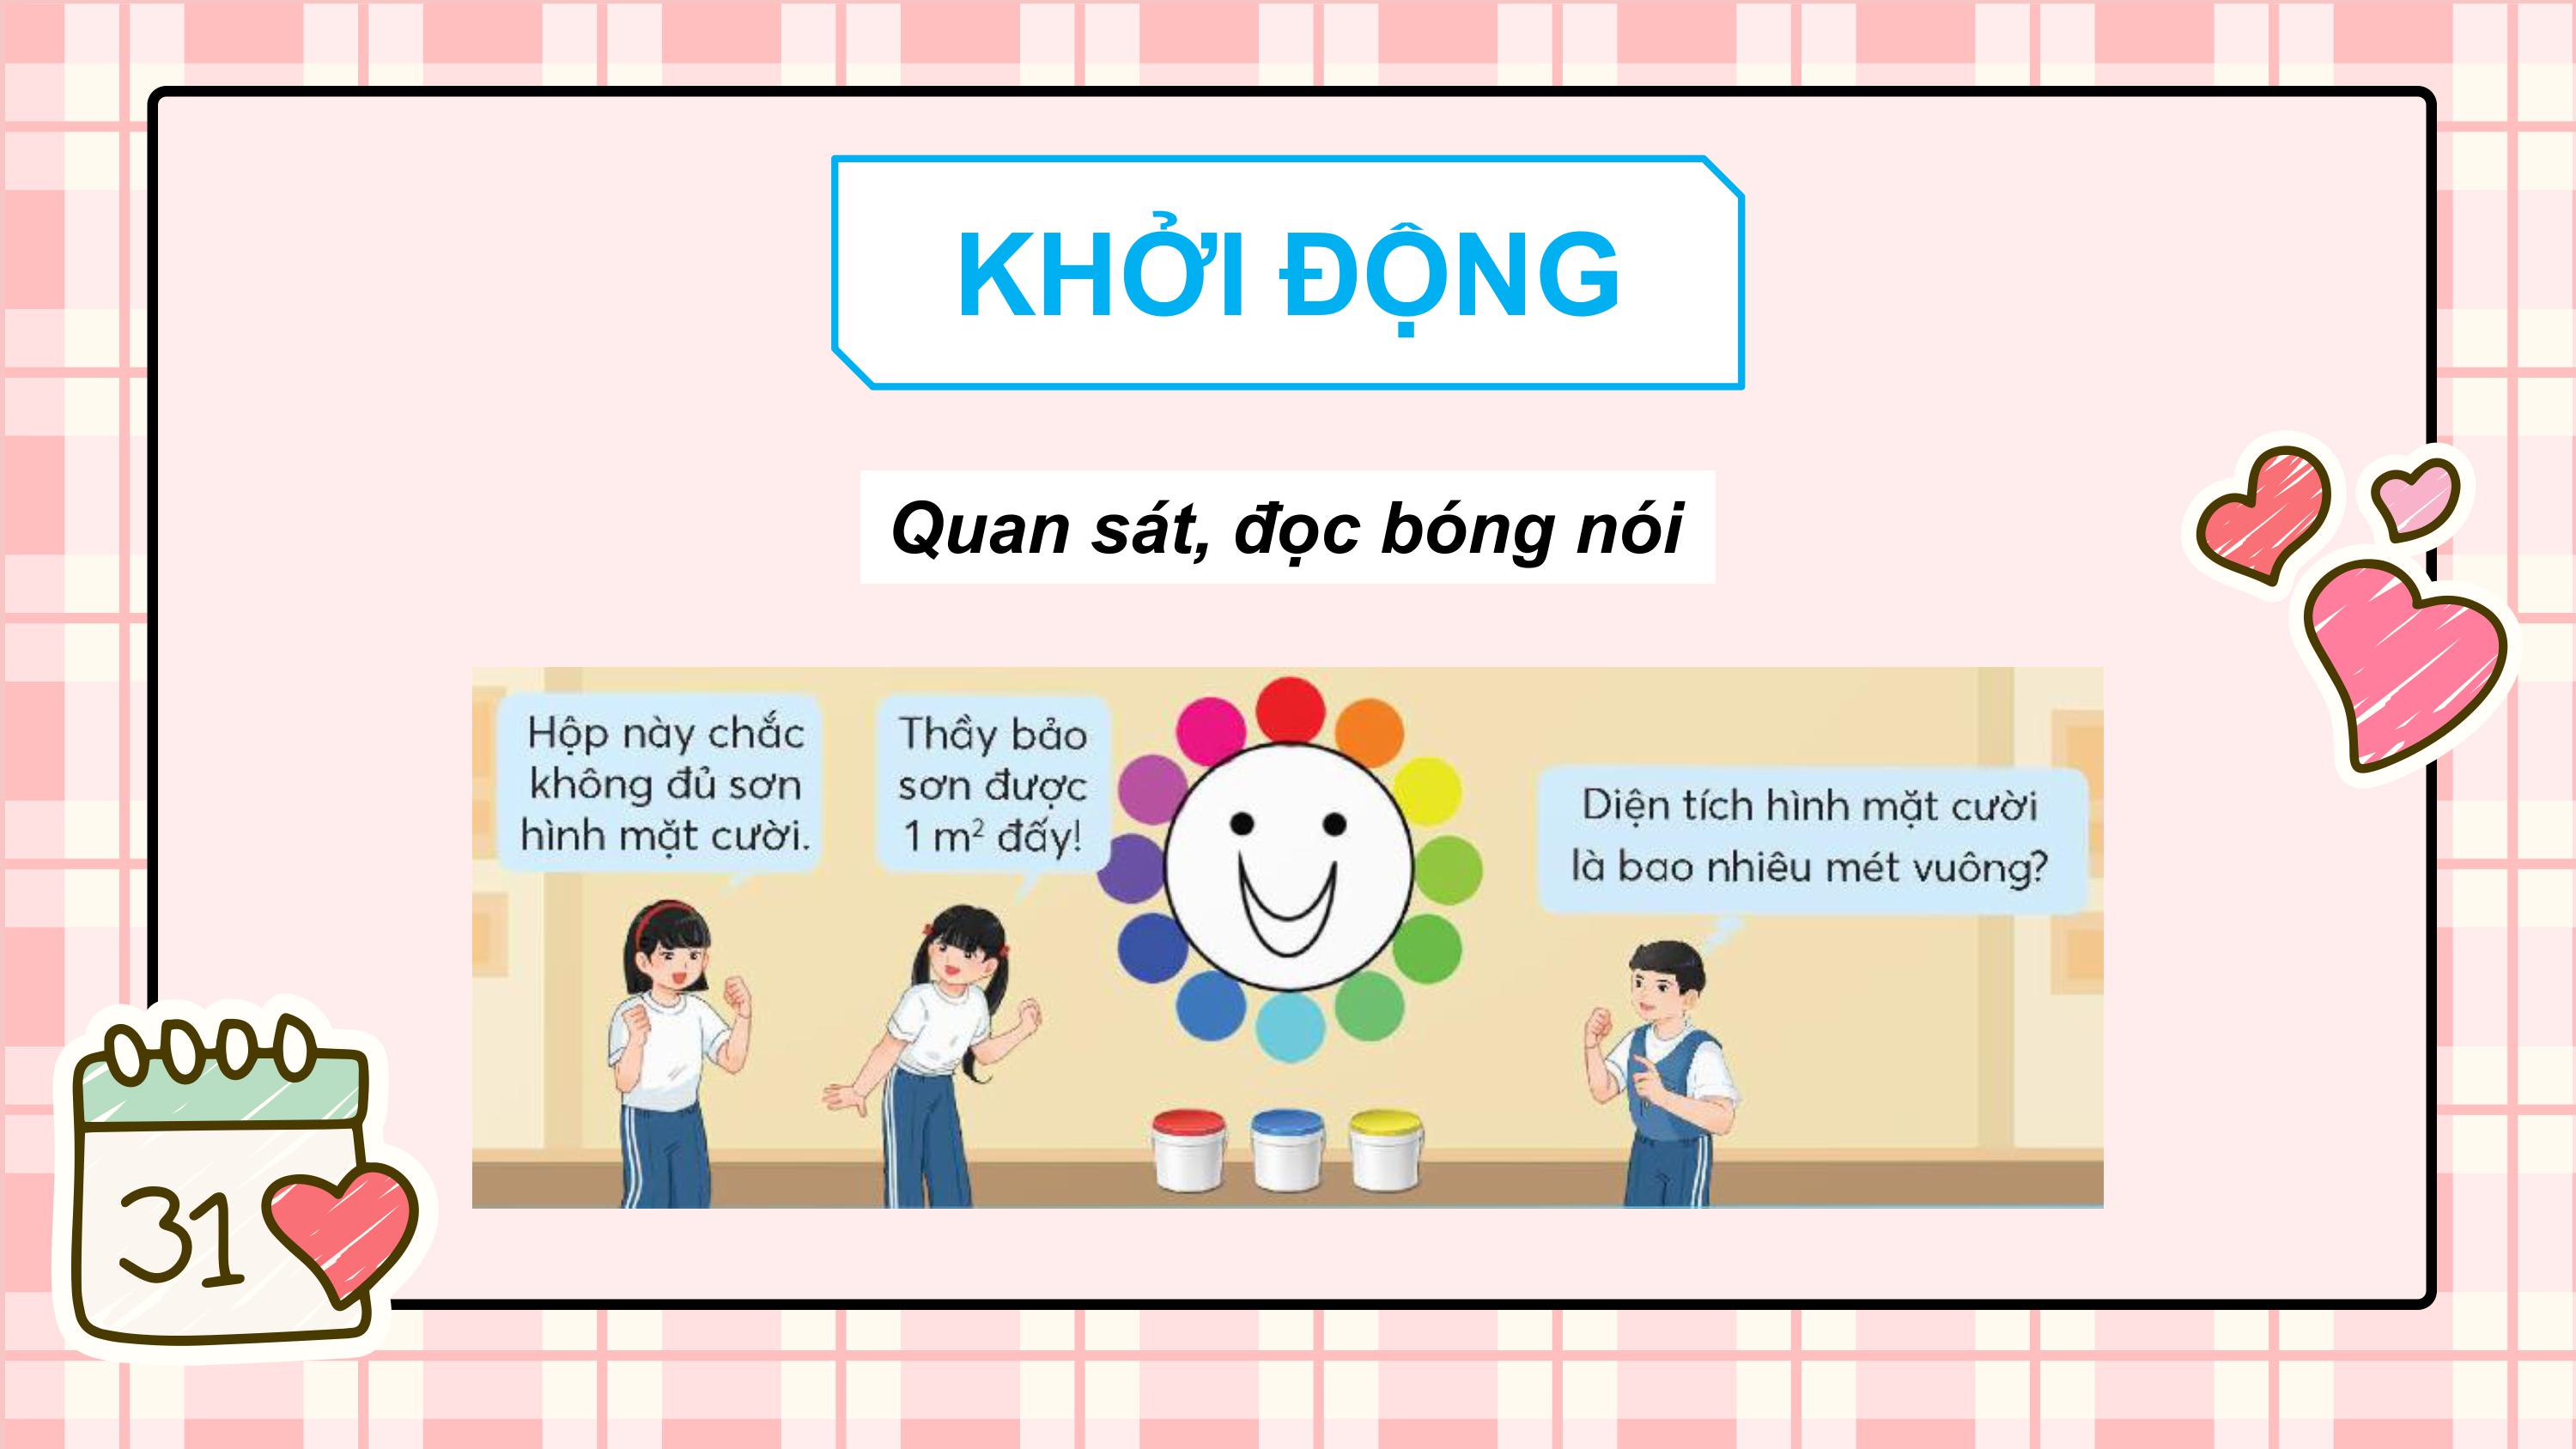 KHỞI ĐỘNG
Quan sát, đọc bóng nói
Hộp này chắc
không đủ sơn
hình mặt cười.
Thầy bảo
sơn được
1 m² đấy!
Diện tích hình mặt cười
là bao nhiêu mét vuông?
31